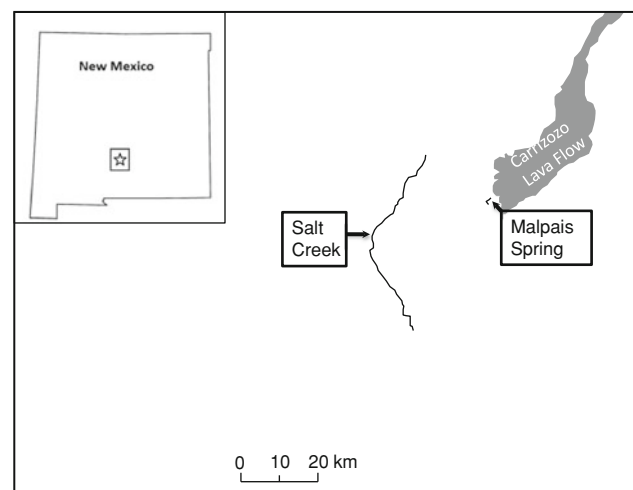 New Mexico
Carrizozo
Lava Flow
Salt
Creek
Malpais
Spring
0 10 20 km